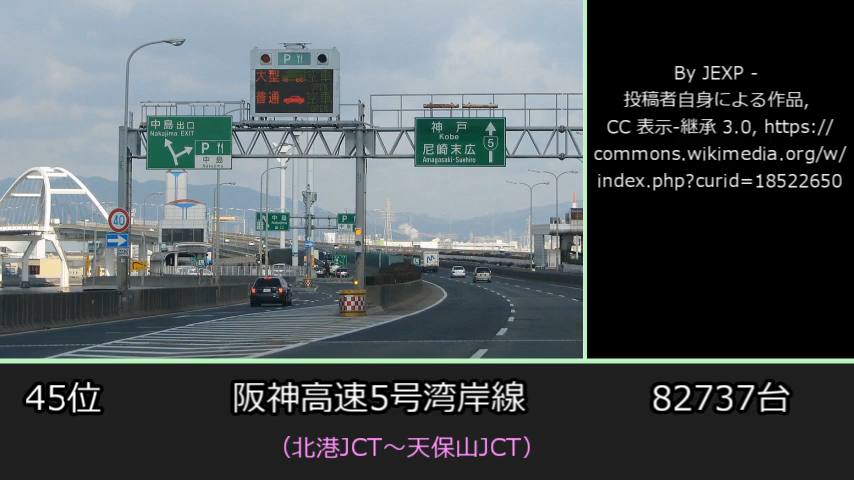 P
大型
普通
中島出口
Nakajima EXIT
P
中島
Nakajima
神戸
Kobe
尼崎末広
Amagasaki-Suehiro
5
40
P
By JEXP -
投稿者自身による作品,
CC 表示-継承 3.0, https://
commons.wikimedia.org/w/
index.php?curid=18522650
45位
阪神高速5号湾岸線
82737台
（北港JCT～天保山JCT）